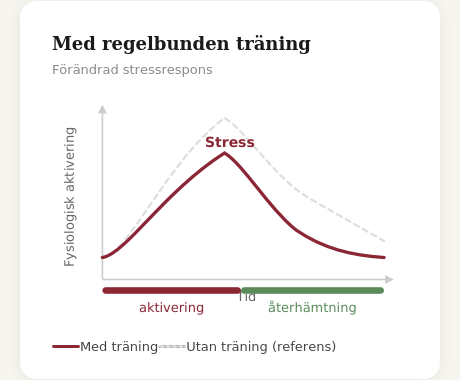 Med regelbunden träning
Förändrad stressrespons
Fysiologisk aktivering
Stress
Tid
aktivering
återhämtning
Med träning
Utan träning (referens)